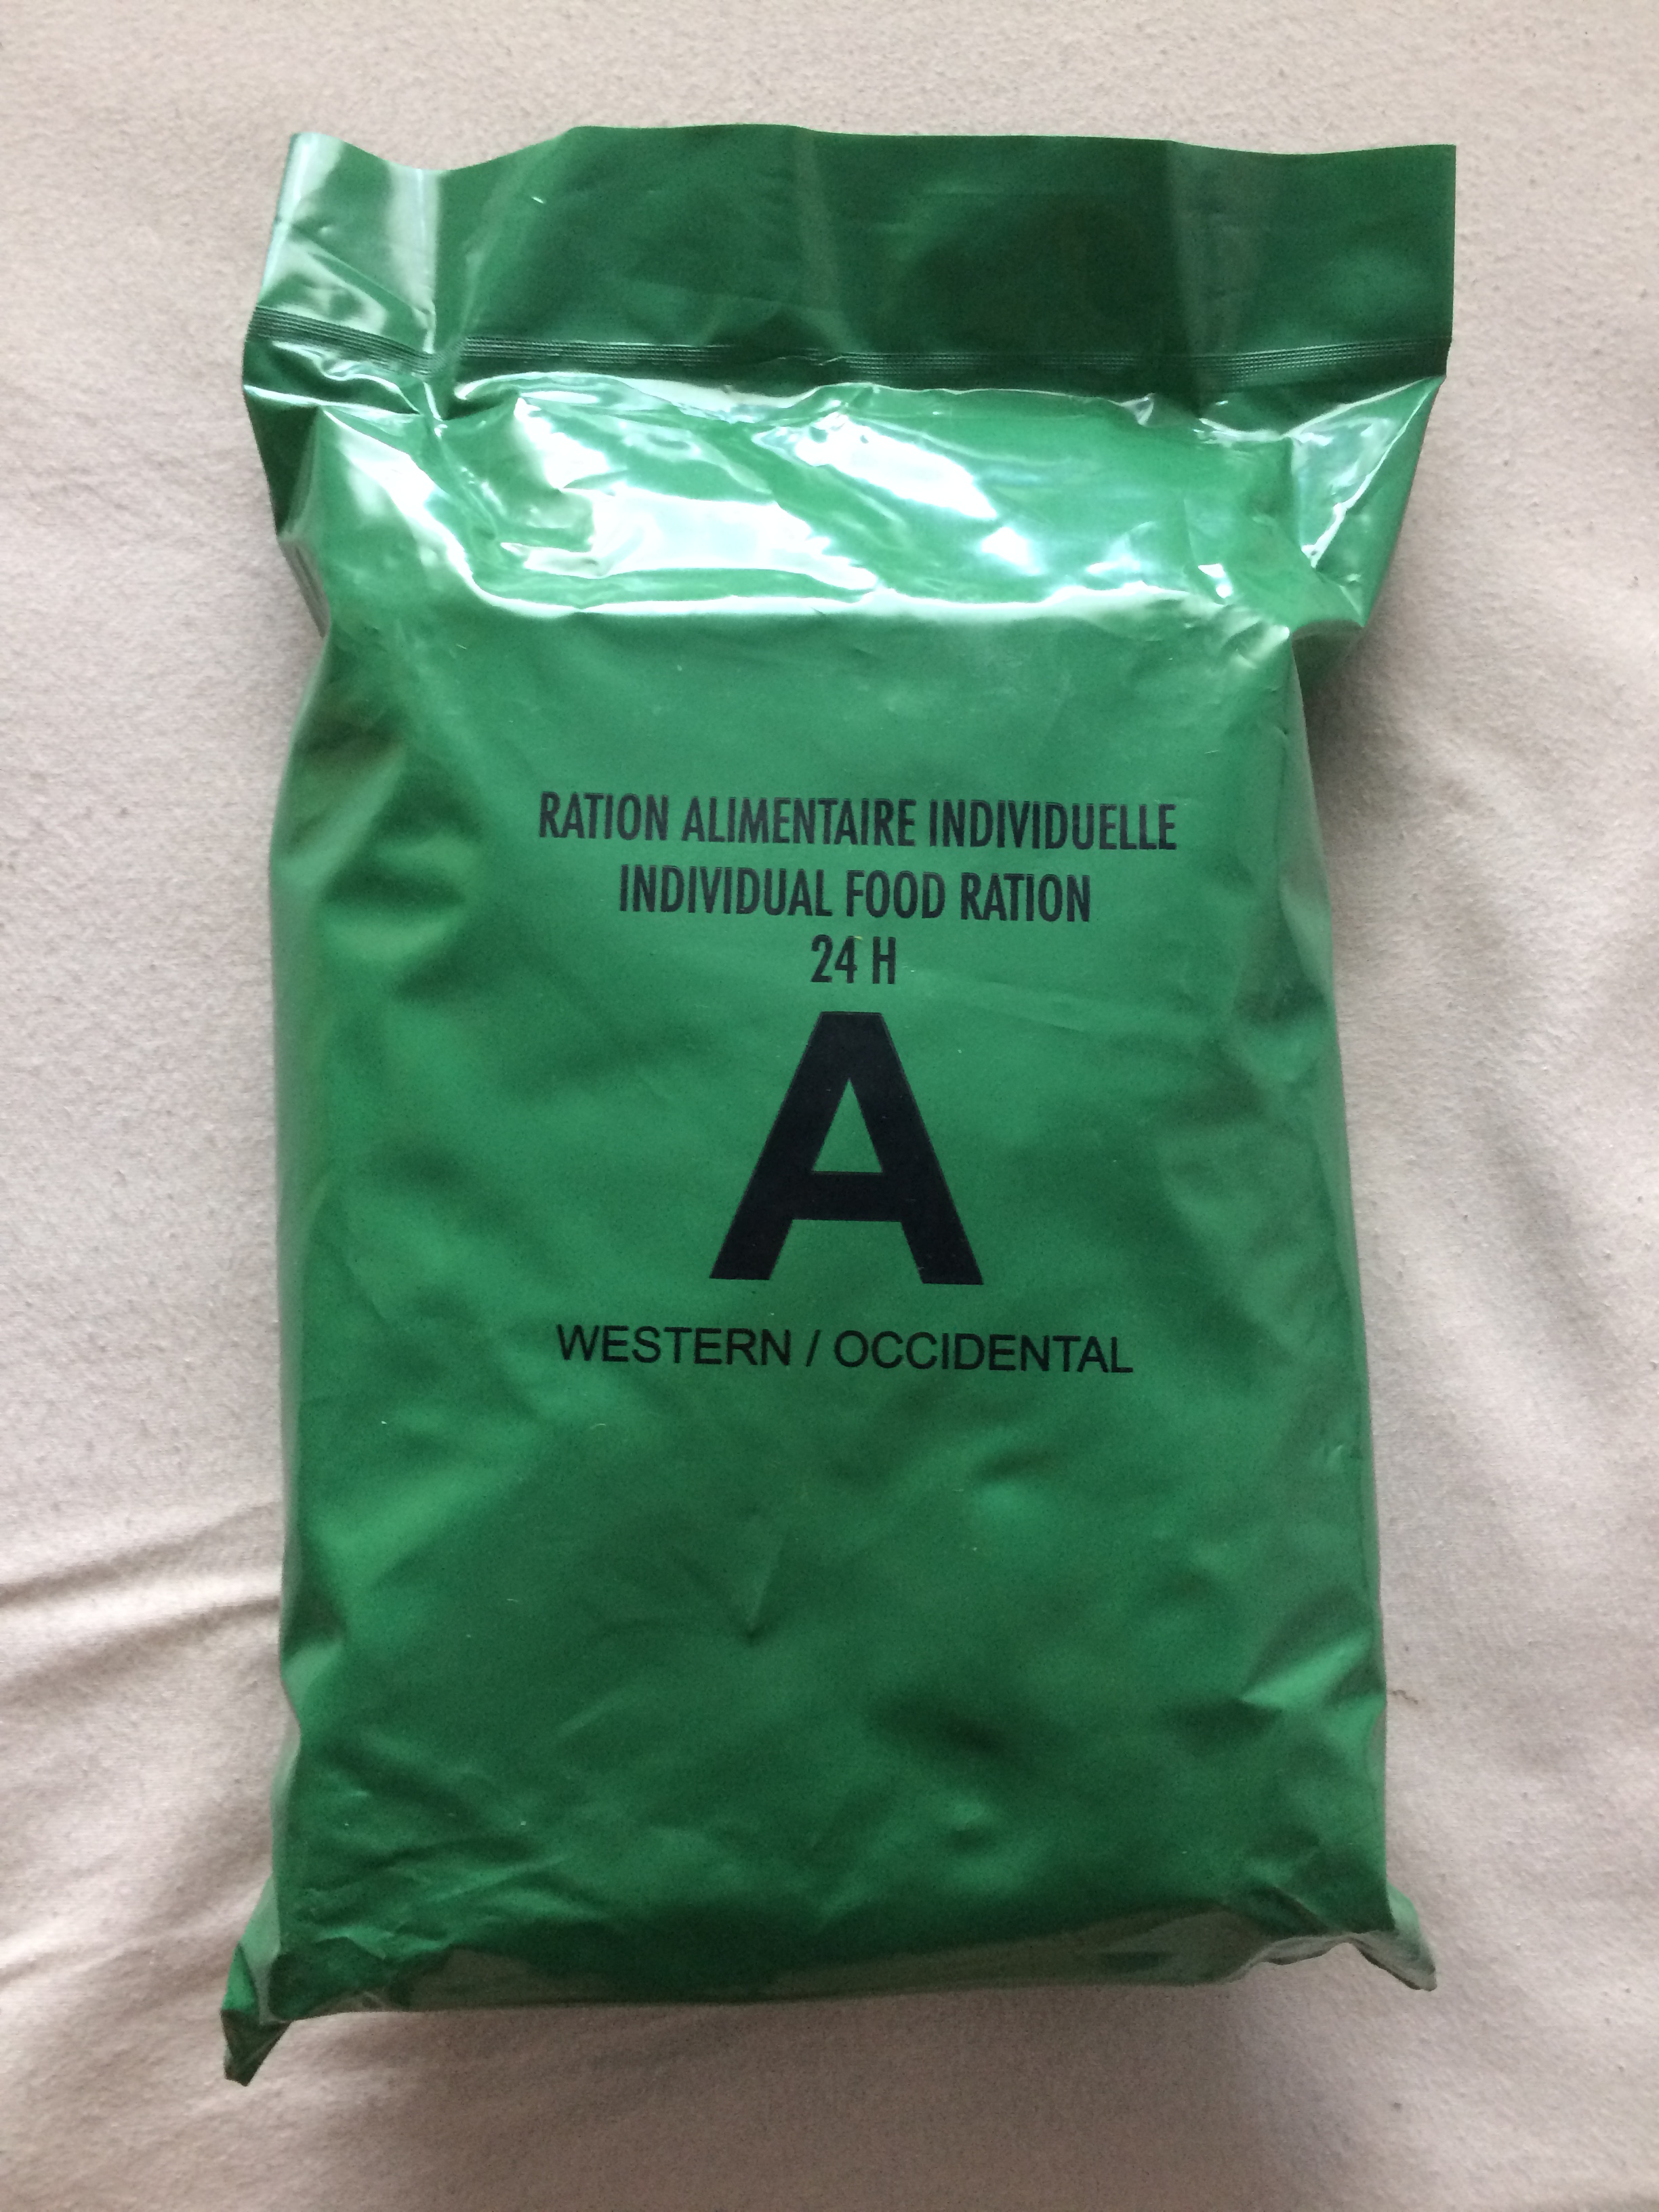 RATION ALIMENTAIRE INDIVIDUELLE
INDIVIDUAL FOOD RATION
24 H
A
WESTERN / OCCIDENTAL